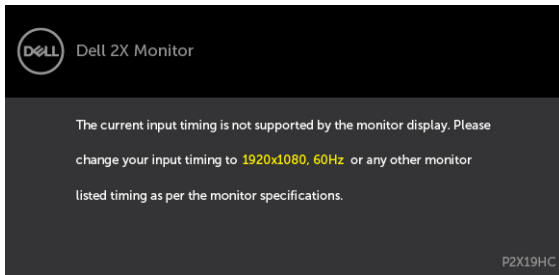 DELL
Dell 2X Monitor
The current input timing is not supported by the monitor display. Please
change your input timing to 1920x1080, 60Hz or any other monitor
listed timing as per the monitor specifications.
P2X19HC